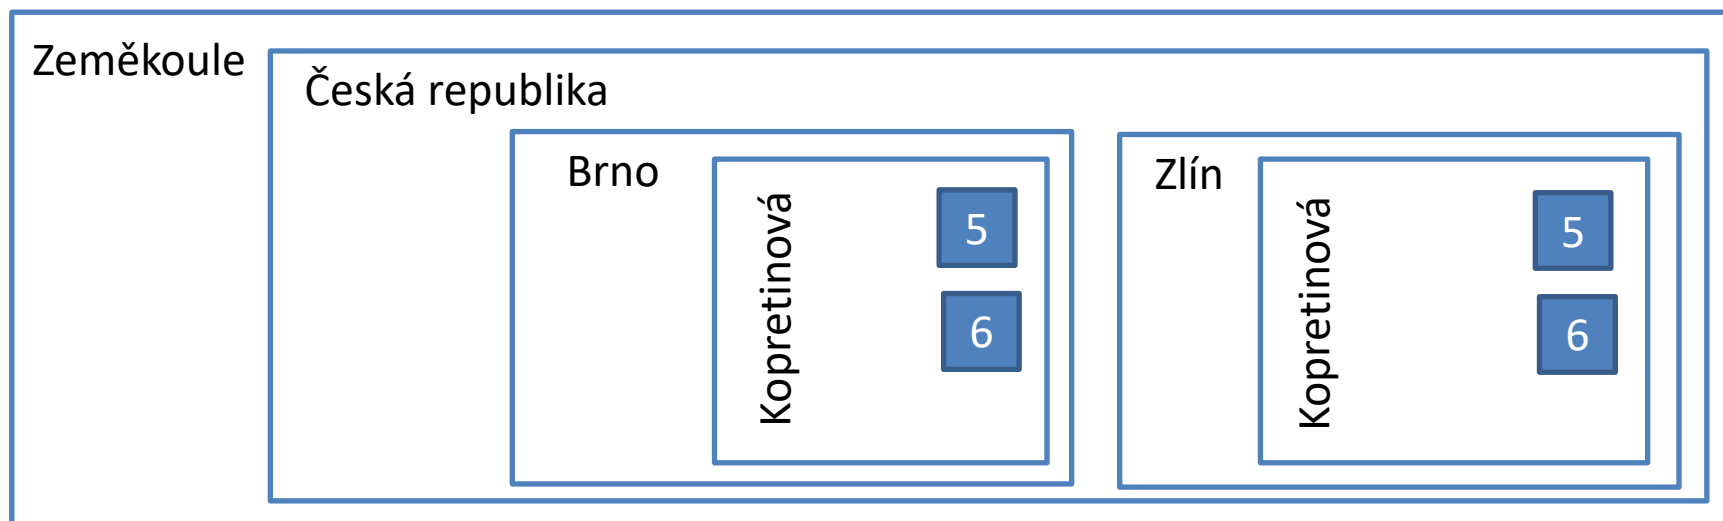 Zeměkoule
Česká republika
Brno
Kopretinová
5
6
Zlín
Kopretinová
5
6